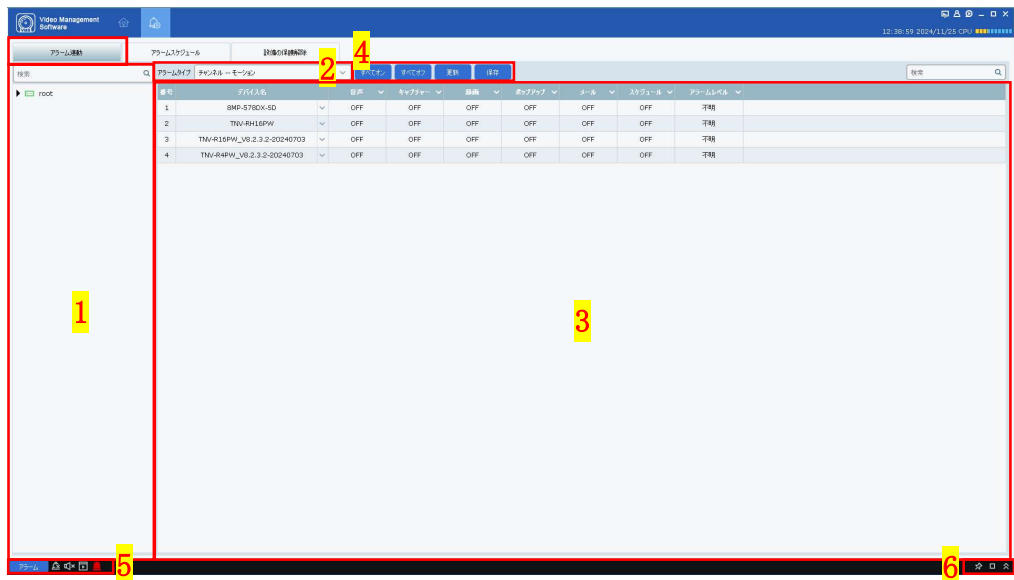 Video Management
Software
12:38:59 2024/11/25 CPU
アラーム連動
アラームスケジュール
設備の保護解除
4
検索
アラームタイプ
チャンネル -- モーション
2
すべてオン
すべてオフ
更新
保存
検索
root
番号 デバイス名 音声 キャプチャー 録画 ポップアップ メール スケジュール アラームレベル
1 8MP-578DX-SD OFF OFF OFF OFF OFF OFF 不明
2 TNV-RH16PW OFF OFF OFF OFF OFF OFF 不明
3 TNV-R16PW_V8.2.3.2-20240703 OFF OFF OFF OFF OFF OFF 不明
4 TNV-R4PW_V8.2.3.2-20240703 OFF OFF OFF OFF OFF OFF 不明
1
3
アラーム
5
6